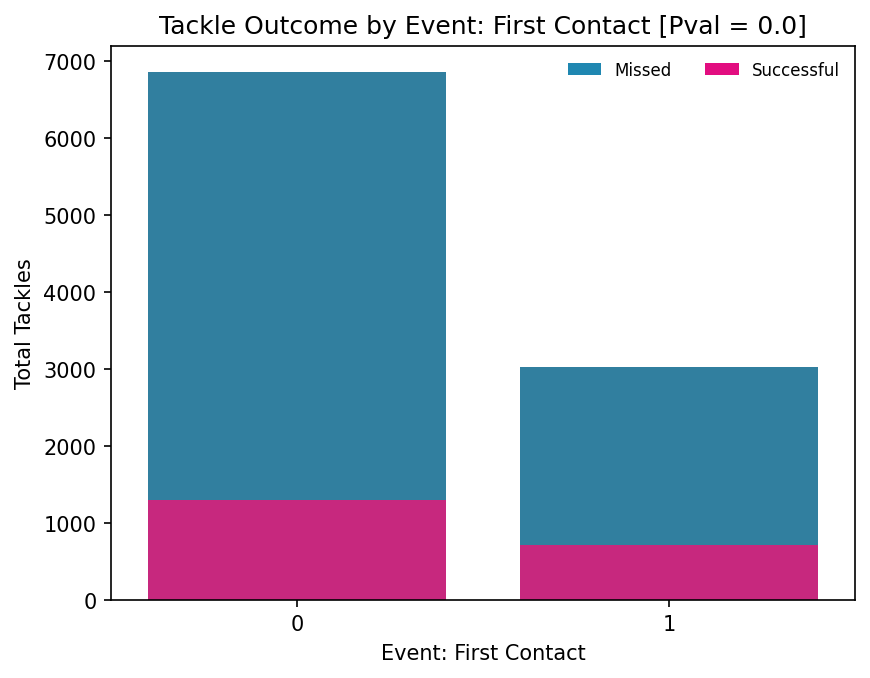 Tackle Outcome by Event: First Contact [Pval = 0.0]
Missed Successful
7000
6000
5000
4000
3000
2000
1000
0
Total Tackles
0 1
Event: First Contact